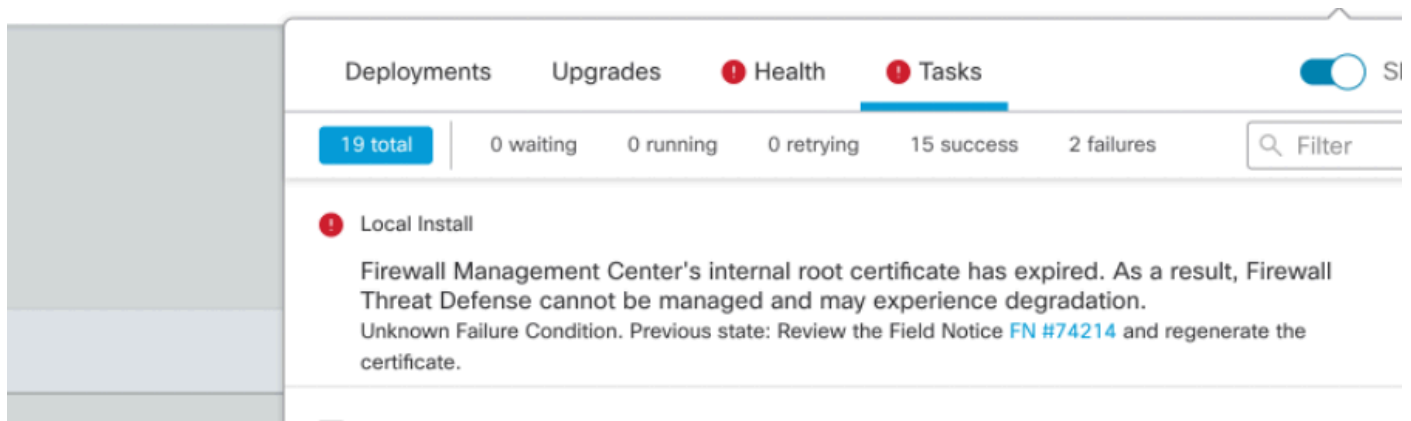 Deployments Upgrades Health Tasks
19 total 0 waiting 0 running 0 retrying 15 success 2 failures Filter
Local Install
Firewall Management Center's internal root certificate has expired. As a result, Firewall
Threat Defense cannot be managed and may experience degradation.
Unknown Failure Condition. Previous state: Review the Field Notice FN #74214 and regenerate the
certificate.